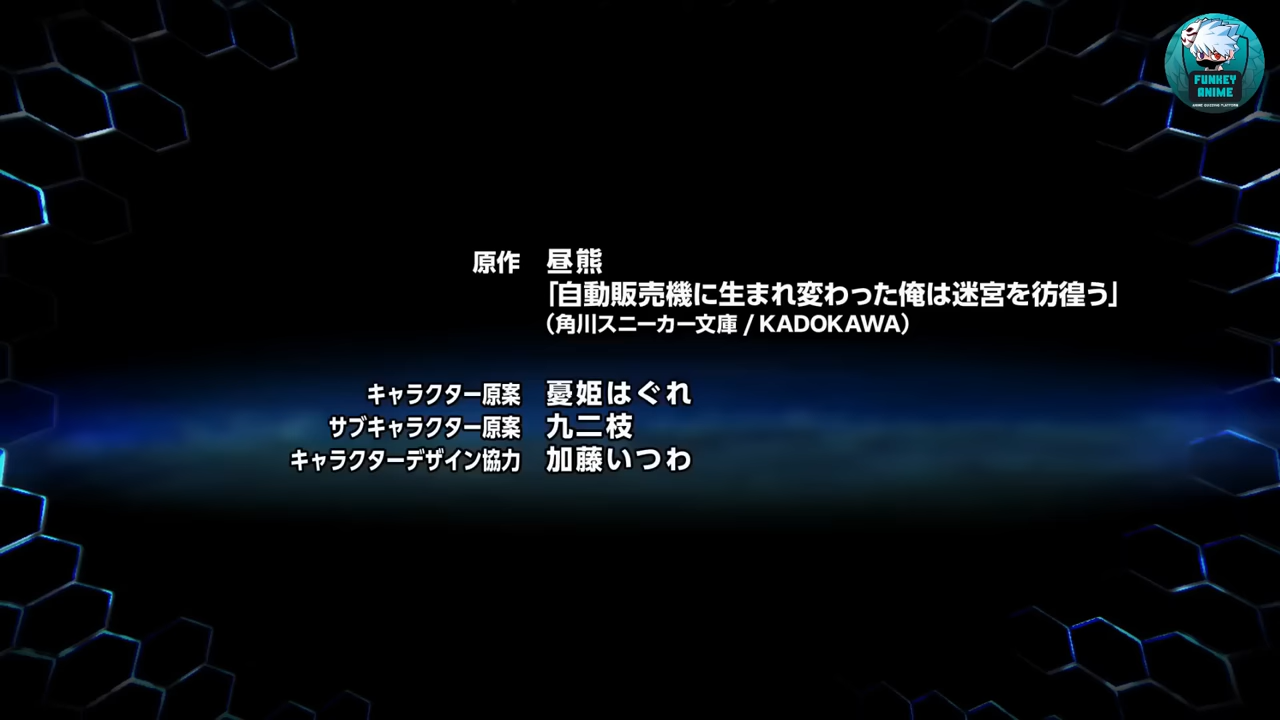 FUNKEY
ANIME
ANIME QUIZZING PLATFORM
原作 昼熊
「自動販売機に生まれ変わった俺は迷宮を彷徨う」
(角川スニーカー文庫 / KADOKAWA)
キャラクター原案 憂姫はぐれ
サブキャラクター原案 九二枝
キャラクターデザイン協力 加藤いつわ